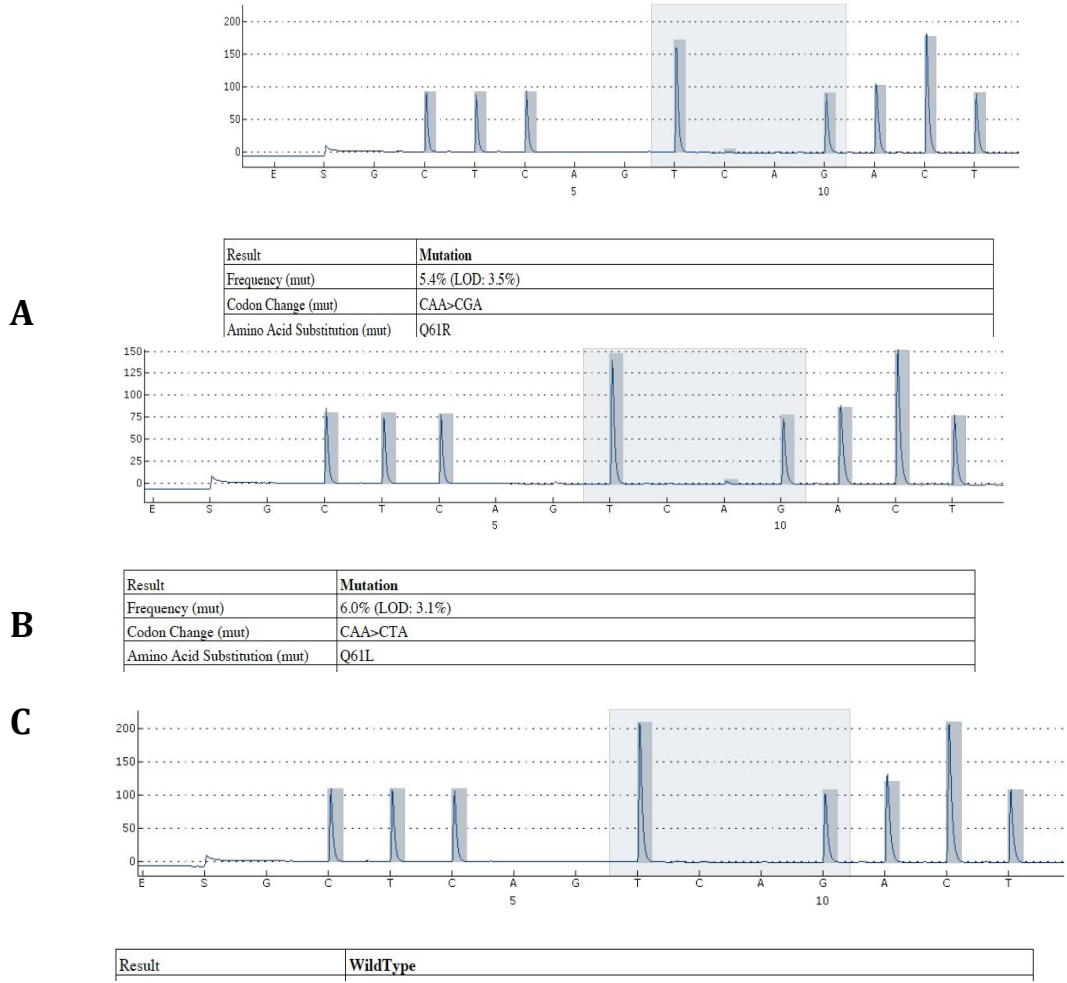 200
150
100
50
0
E S G C T C A G T C A G A C T
5 10
Result Mutation
Frequency (mut) 5.4% (LOD: 3.5%)
A
Codon Change (mut) CAA>CGA
Amino Acid Substitution (mut) Q61R
150
125
100
75
50
25
0
E S G C T C A G T C A G A C T
5 10
Result Mutation
Frequency (mut) 6.0% (LOD: 3.1%)
B
Codon Change (mut) CAA>CTA
Amino Acid Substitution (mut) Q61L
C
200
150
100
50
0
E S G C T C A G T C A G A C T
5 10
Result WildType